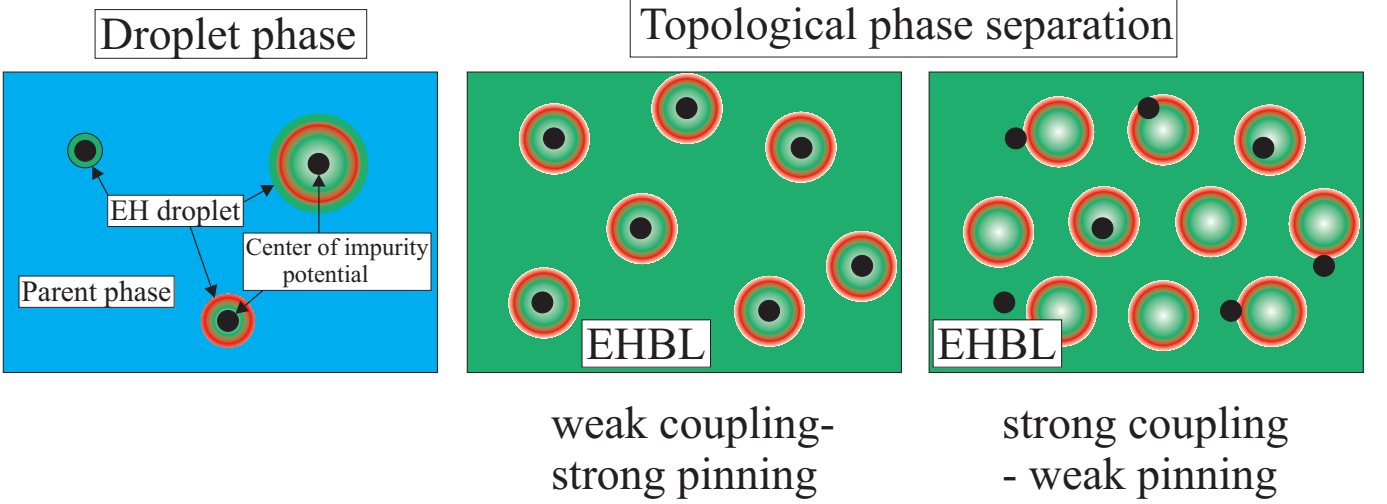 Droplet phase
Topological phase separation
EH droplet
Center of impurity
potential
Parent phase
EHBL
EHBL
weak coupling-
strong pinning
strong coupling
- weak pinning